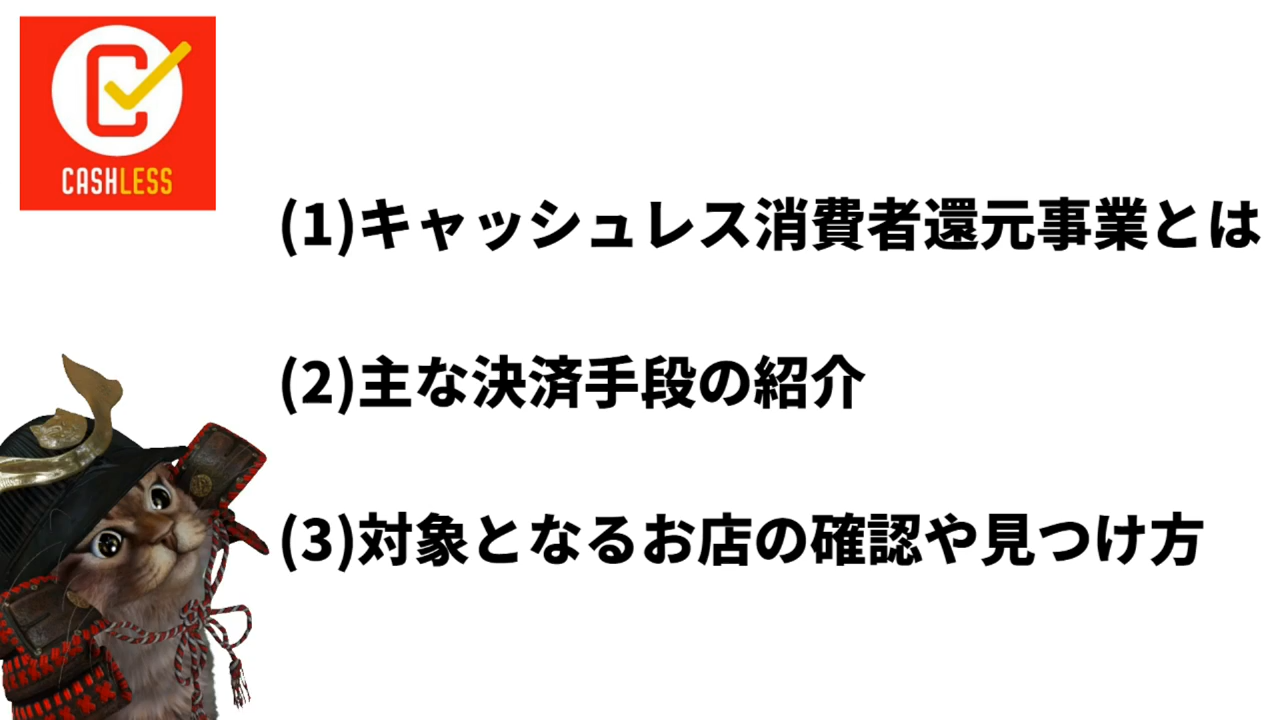 CASHLESS
(1)キャッシュレス消費者還元事業とは
(2)主な決済手段の紹介
(3)対象となるお店の確認や見つけ方